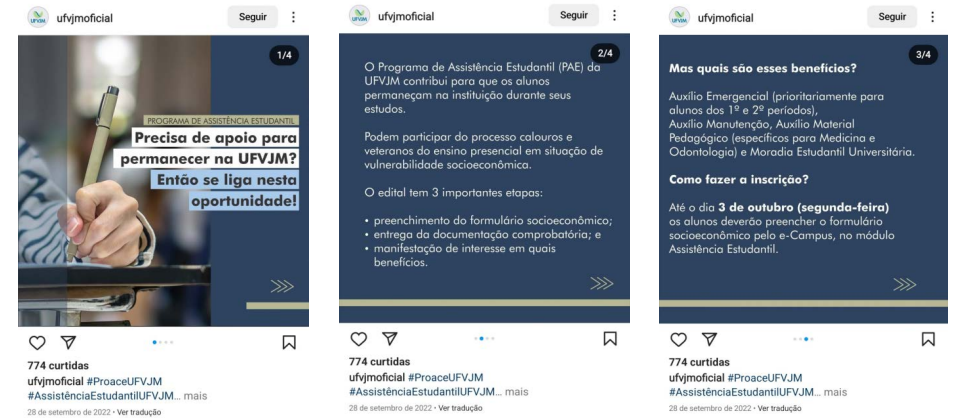 ufvjmoficial
Seguir
1/4
PROGRAMA DE ASSISTÊNCIA ESTUDANTIL
Precisa de apoio para
permanecer na UFVJM?
Então se liga nesta
oportunidade!
774 curtidas
ufvjmoficial #ProaceUFVJM
#AssistênciaEstudantilUFVJM... mais
28 de setembro de 2022 • Ver tradução
ufvjmoficial
Seguir
2/4
O Programa de Assistência Estudantil (PAE) da
UFVJM contribui para que os alunos
permaneçam na instituição durante seus
estudos.
Podem participar do processo calouros e
veteranos do ensino presencial em situação de
vulnerabilidade socioeconômica.
O edital tem 3 importantes etapas:
• preenchimento do formulário socioeconômico;
• entrega da documentação comprobatória; e
• manifestação de interesse em quais
benefícios.
774 curtidas
ufvjmoficial #ProaceUFVJM
#AssistênciaEstudantilUFVJM... mais
28 de setembro de 2022 • Ver tradução
ufvjmoficial
Seguir
3/4
Mas quais são esses benefícios?
Auxílio Emergencial (prioritariamente para
alunos dos 1º e 2º períodos),
Auxílio Manutenção, Auxílio Material
Pedagógico (específicos para Medicina e
Odontologia) e Moradia Estudantil Universitária.
Como fazer a inscrição?
Até o dia 3 de outubro (segunda-feira)
os alunos deverão preencher o formulário
socioeconômico pelo e-Campus, no módulo
Assistência Estudantil.
774 curtidas
ufvjmoficial #ProaceUFVJM
#AssistênciaEstudantilUFVJM... mais
28 de setembro de 2022 • Ver tradução